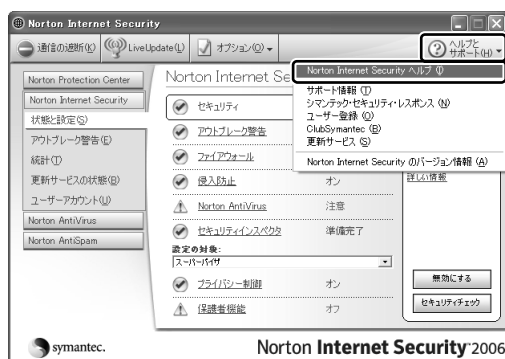 Norton Internet Security
通信の遮断(K) LiveUpdate(L) オプション(O) ヘルプとサポート(H)
Norton Protection Center
Norton Internet Security
状態と設定(S)
アウトブレーク警告(E)
統計(T)
更新サービスの状態(B)
ユーザーアカウント(U)
Norton AntiVirus
Norton AntiSpam
Norton Internet Se
セキュリティ
アウトブレーク警告
ファイアウォール
侵入防止 オン
Norton AntiVirus 注意
セキュリティインスペクタ 準備完了
設定の対象:
スーパーバイザ
プライバシー制御 オン
保護者機能 オフ
Norton Internet Security ヘルプ (I)
サポート情報 (T)
シマンテック・セキュリティ・レスポンス (N)
ユーザー登録 (O)
ClubSymantec (B)
更新サービス (S)
Norton Internet Security のバージョン情報 (A)
詳しい情報
無効にする
セキュリティチェック
symantec. Norton Internet Security 2006